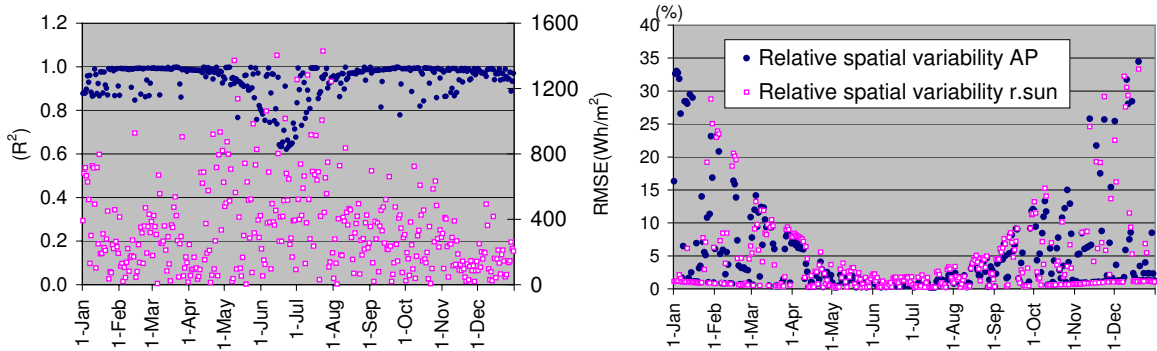 1.2
1.0
0.8
0.6
0.4
0.2
0.0
(R²)
1600
1200
800
400
0
RMSE(Wh/m²)
1-Jan
1-Feb
1-Mar
1-Apr
1-May
1-Jun
1-Jul
1-Aug
1-Sep
1-Oct
1-Nov
1-Dec
(%)
40
35
30
25
20
15
10
5
0
Relative spatial variability AP
Relative spatial variability r.sun
1-Jan
1-Feb
1-Mar
1-Apr
1-May
1-Jun
1-Jul
1-Aug
1-Sep
1-Oct
1-Nov
1-Dec